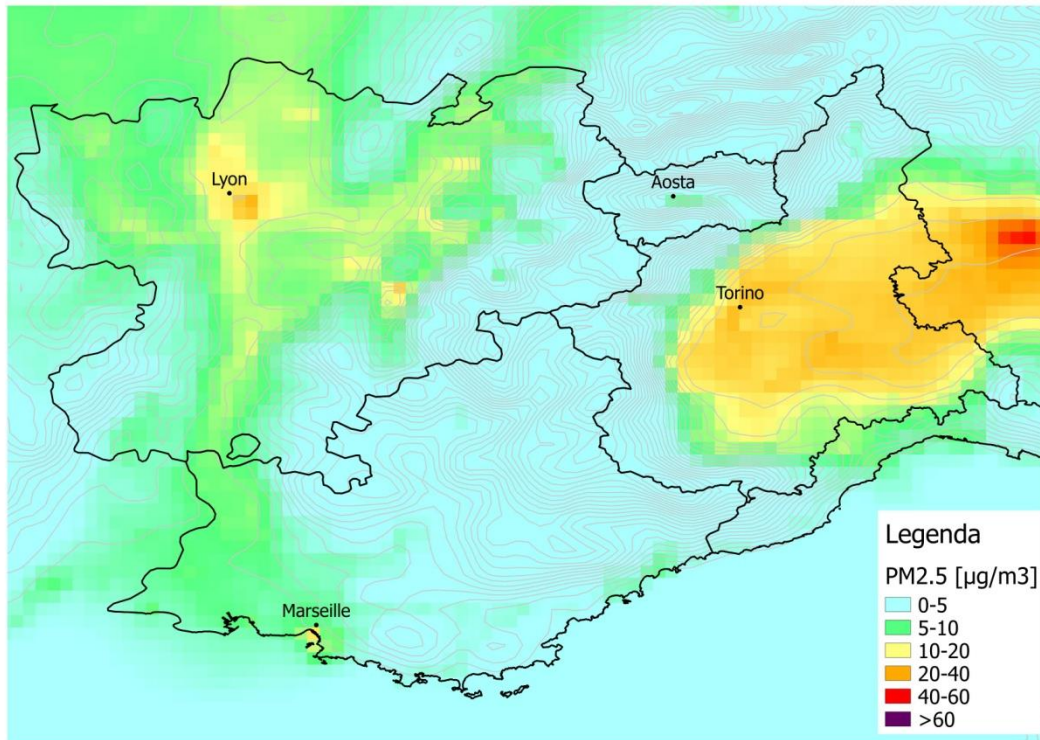 Lyon
Aosta
Torino
Marseille
Legenda
PM2.5 [µg/m3]
0-5
5-10
10-20
20-40
40-60
>60